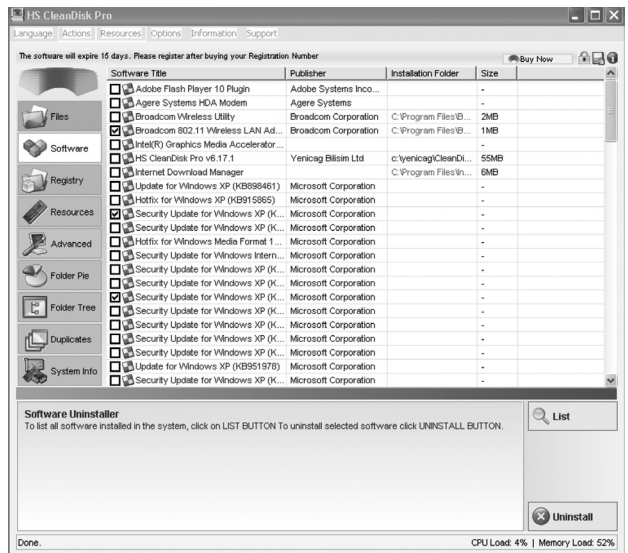 HS CleanDisk Pro
Language Actions Resources Options Information Support
The software will expire 15 days. Please register after buying your Registration Number
Buy Now
Software Title Publisher Installation Folder Size
Adobe Flash Player 10 Plugin Adobe Systems Inco... -
Agere Systems HDA Modem Agere Systems -
Broadcom Wireless Utility Broadcom Corporation C:\Program Files\B... 2MB
Broadcom 802.11 Wireless LAN Ad... Broadcom Corporation C:\Program Files\B... 1MB
Intel(R) Graphics Media Accelerator... -
HS CleanDisk Pro v6.17.1 Yenicag Bilisim Ltd c:\yenicag\CleanDi... 55MB
Internet Download Manager C:\Program Files\In... 6MB
Update for Windows XP (KB898461) Microsoft Corporation -
Hotfix for Windows XP (KB915865) Microsoft Corporation -
Security Update for Windows XP (K... Microsoft Corporation -
Security Update for Windows XP (K... Microsoft Corporation -
Hotfix for Windows Media Format 1... Microsoft Corporation -
Security Update for Windows Intern... Microsoft Corporation -
Security Update for Windows XP (K... Microsoft Corporation -
Security Update for Windows XP (K... Microsoft Corporation -
Security Update for Windows XP (K... Microsoft Corporation -
Security Update for Windows XP (K... Microsoft Corporation -
Security Update for Windows XP (K... Microsoft Corporation -
Security Update for Windows XP (K... Microsoft Corporation -
Security Update for Windows XP (K... Microsoft Corporation -
Update for Windows XP (KB951978) Microsoft Corporation -
Security Update for Windows XP (K... Microsoft Corporation -
Files
Software
Registry
Resources
Advanced
Folder Pie
Folder Tree
Duplicates
System Info
Software Uninstaller
To list all software installed in the system, click on LIST BUTTON To uninstall selected software click UNINSTALL BUTTON.
List
Uninstall
Done.
CPU Load: 4% | Memory Load: 52%